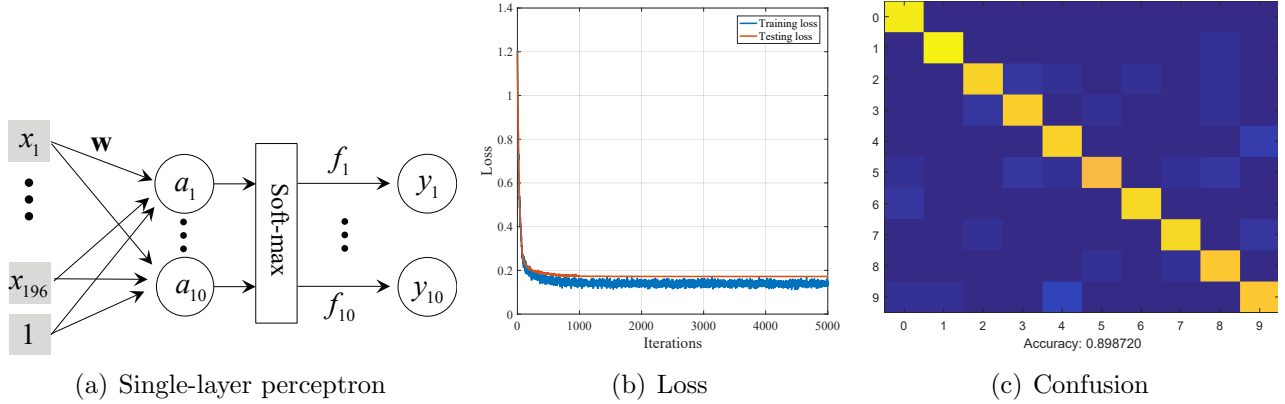 x1
w
a1
f1
y1
Soft-max
x196
a10
f10
y10
1
1.4
1.2
1
0.8
0.6
0.4
0.2
0
Loss
Training loss
Testing loss
0 1000 2000 3000 4000 5000
Iterations
0
1
2
3
4
5
6
7
8
9
0 1 2 3 4 5 6 7 8 9
Accuracy: 0.898720
(a) Single-layer perceptron
(b) Loss
(c) Confusion